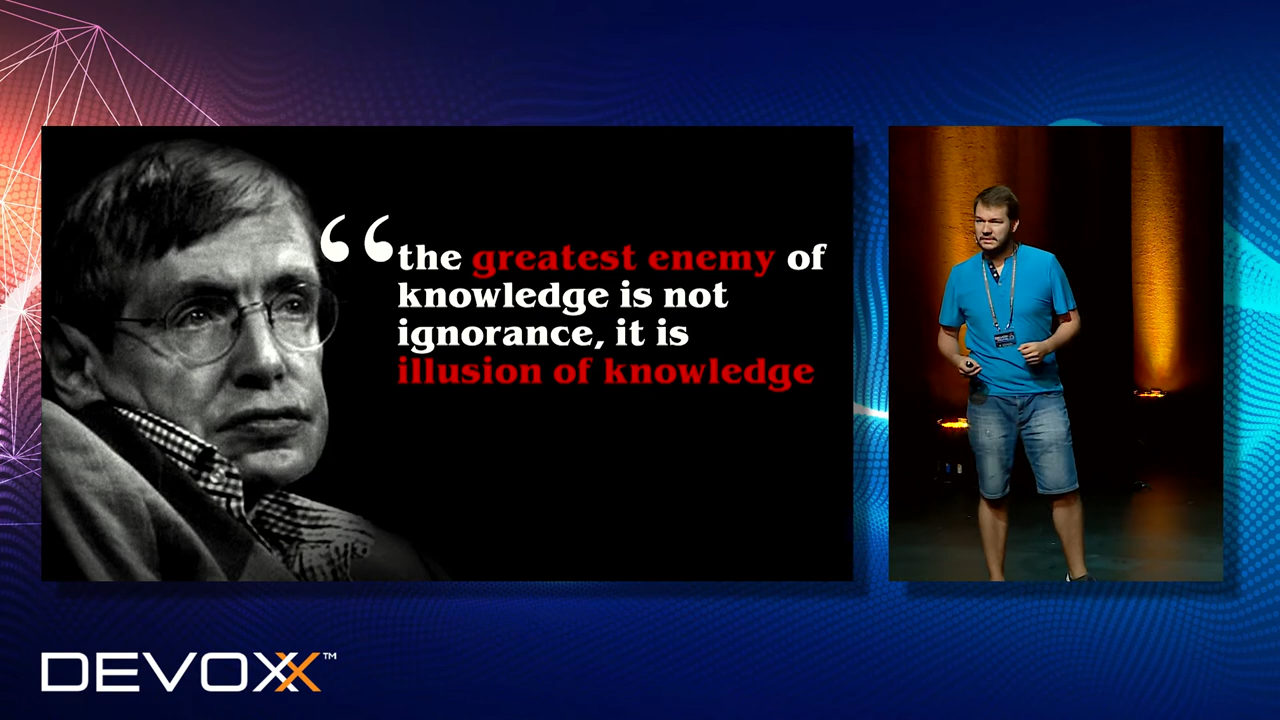 “the greatest enemy of
knowledge is not
ignorance, it is
illusion of knowledge
DEVOXX™